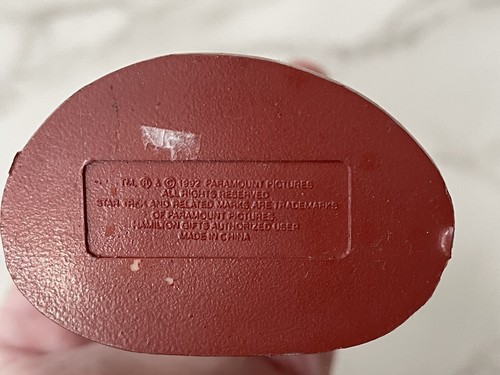 TM, ® & © 1992 PARAMOUNT PICTURES
ALL RIGHTS RESERVED
STAR TREK AND RELATED MARKS ARE TRADEMARKS
OF PARAMOUNT PICTURES
HAMILTON GIFTS AUTHORIZED USER
MADE IN CHINA